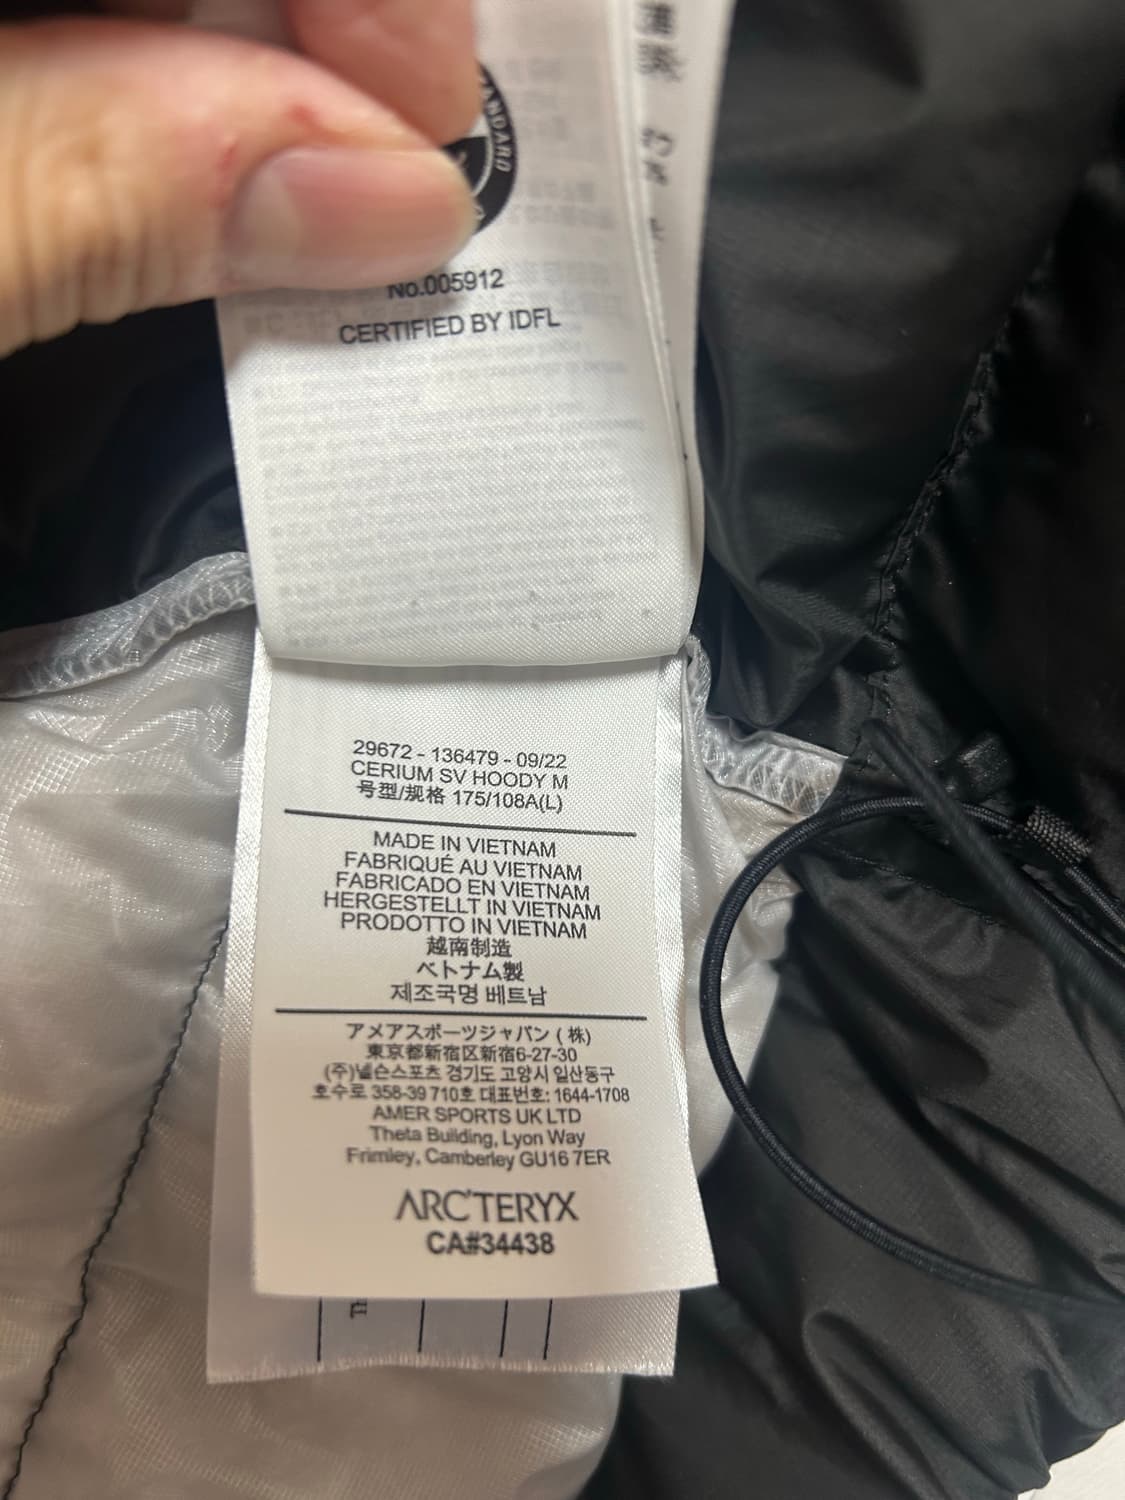 STANDARD
No.005912
CERTIFIED BY IDFL
29672 - 136479 - 09/22
CERIUM SV HOODY M
号型/规格 175/108A(L)
MADE IN VIETNAM
FABRIQUÉ AU VIETNAM
FABRICADO EN VIETNAM
HERGESTELLT IN VIETNAM
PRODOTTO IN VIETNAM
越南制造
ベトナム製
제조국명 베트남
アメアスポーツジャパン ( 株)
東京都新宿区新宿6-27-30
(주)넬슨스포츠 경기도 고양시 일산동구
호수로 358-39 710호 대표번호: 1644-1708
AMER SPORTS UK LTD
Theta Building, Lyon Way
Frimley, Camberley GU16 7ER
ARC'TERYX
CA#34438